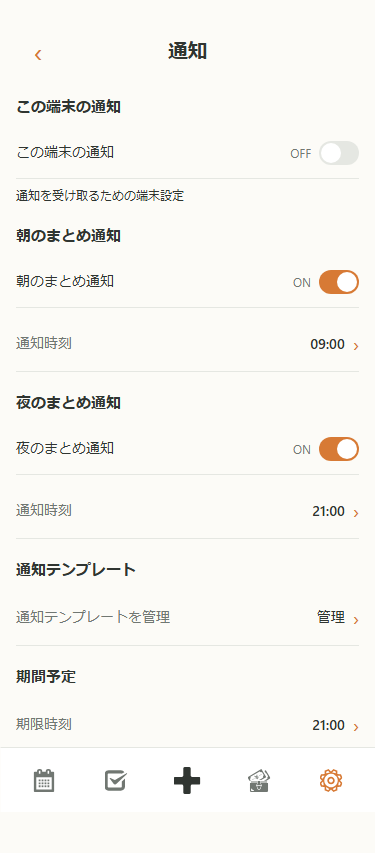 通知
この端末の通知
この端末の通知 OFF
通知を受け取るための端末設定
朝のまとめ通知
朝のまとめ通知 ON
通知時刻 09:00
夜のまとめ通知
夜のまとめ通知 ON
通知時刻 21:00
通知テンプレート
通知テンプレートを管理 管理
期間予定
期限時刻 21:00